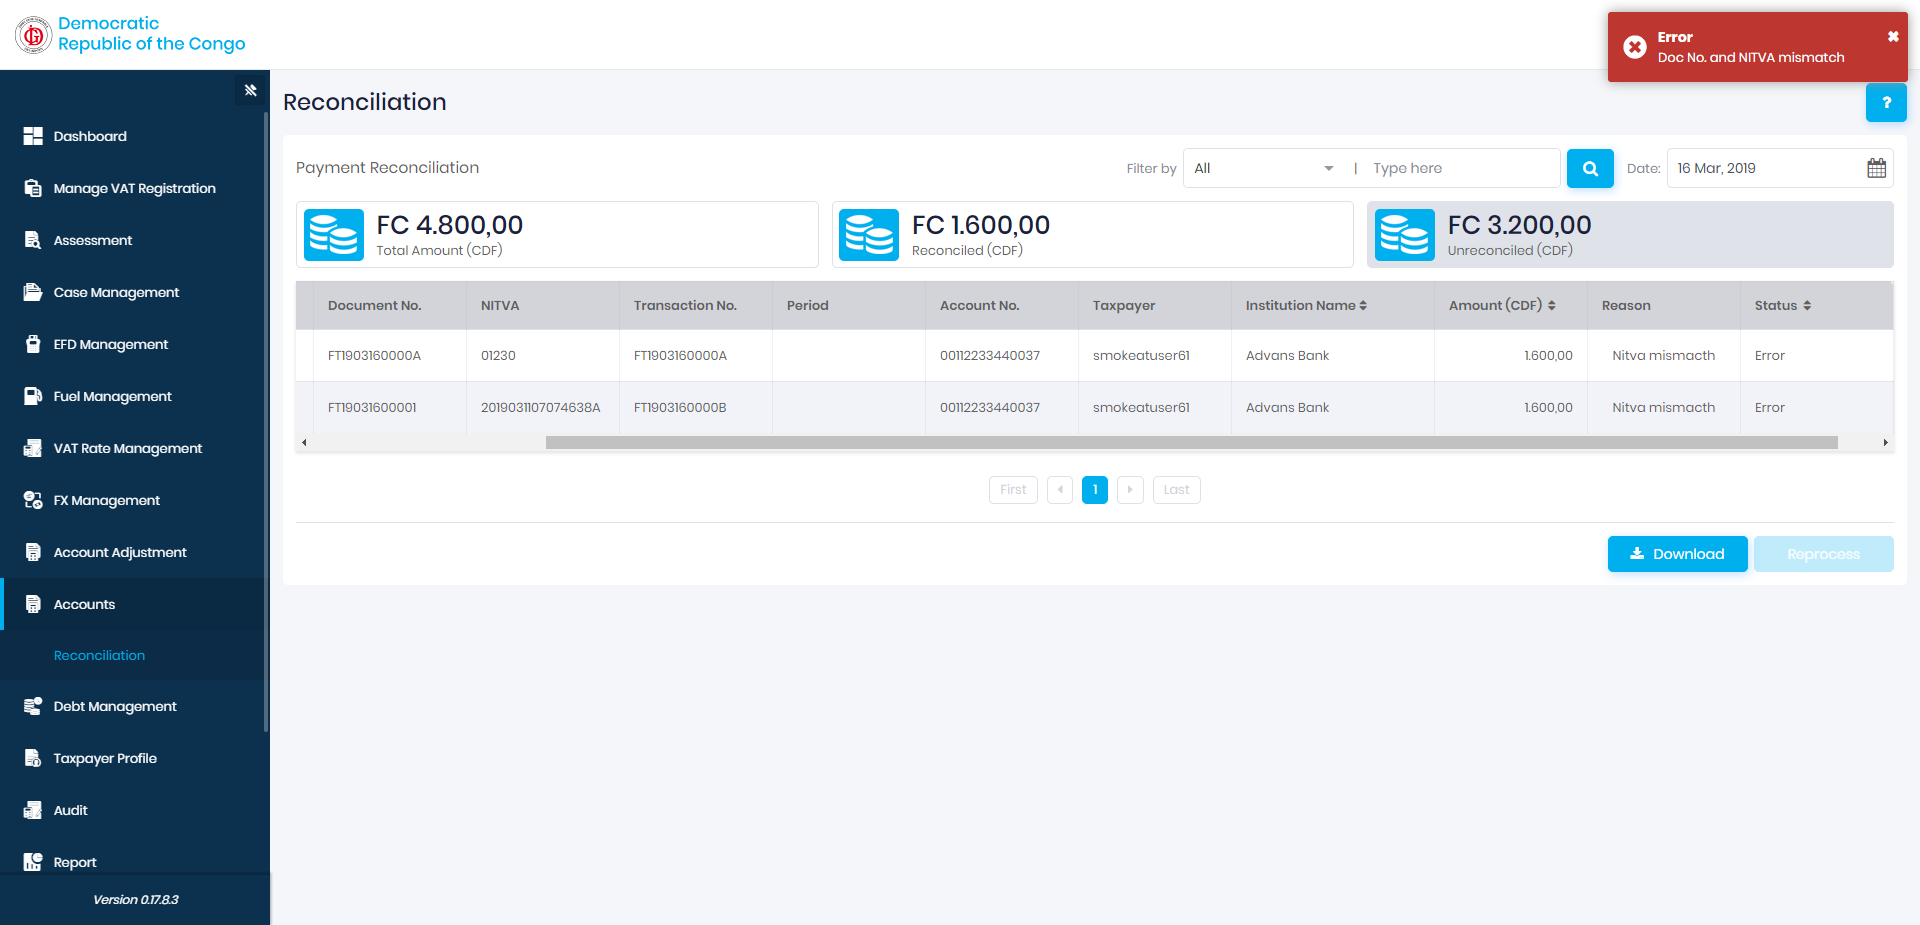 Democratic
Republic of the Congo
Error
Doc No. and NITVA mismatch
Dashboard
Manage VAT Registration
Assessment
Case Management
EFD Management
Fuel Management
VAT Rate Management
FX Management
Account Adjustment
Accounts
Reconciliation
Debt Management
Taxpayer Profile
Audit
Report
Version 0.17.8.3
Reconciliation
?
Payment Reconciliation
Filter by All | Type here Date: 16 Mar, 2019
FC 4.800,00
Total Amount (CDF)
FC 1.600,00
Reconciled (CDF)
FC 3.200,00
Unreconciled (CDF)
Document No. NITVA Transaction No. Period Account No. Taxpayer Institution Name Amount (CDF) Reason Status
FT1903160000A 01230 FT1903160000A 00112233440037 smokeatuser61 Advans Bank 1.600,00 Nitva mismacth Error
FT19031600001 2019031107074638A FT1903160000B 00112233440037 smokeatuser61 Advans Bank 1.600,00 Nitva mismacth Error
First 1 Last
Download Reprocess